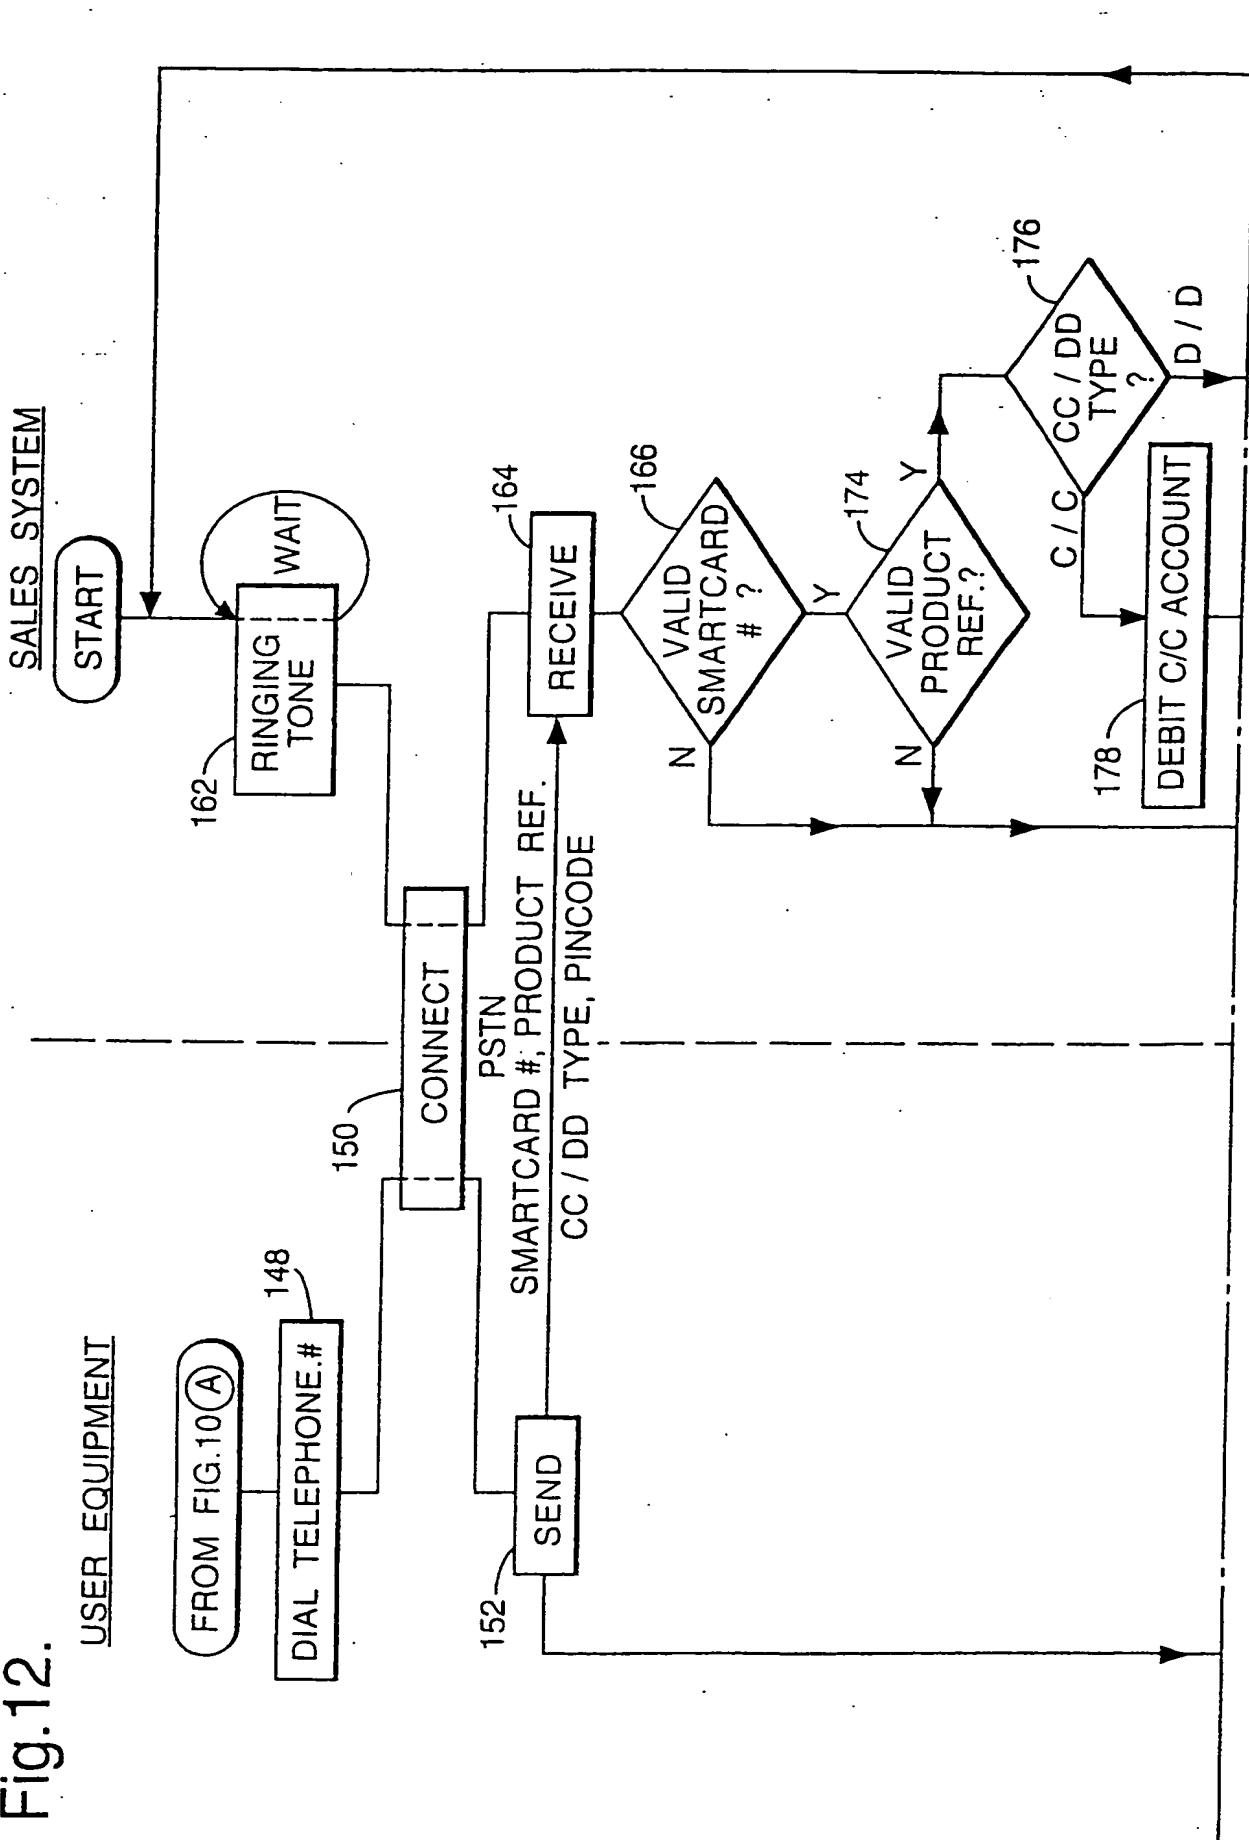 Fig.12.
USER EQUIPMENT
SALES SYSTEM
FROM FIG.10 A
START
DIAL TELEPHONE.#
148
162
RINGING
TONE
WAIT
150
CONNECT
PSTN
SMARTCARD #, PRODUCT REF.
CC / DD TYPE, PINCODE
152
SEND
RECEIVE
164
VALID
SMARTCARD
# ?
166
N
Y
VALID
PRODUCT
REF.?
174
N
Y
CC / DD
TYPE
?
176
C / C
D / D
178
DEBIT C/C ACCOUNT